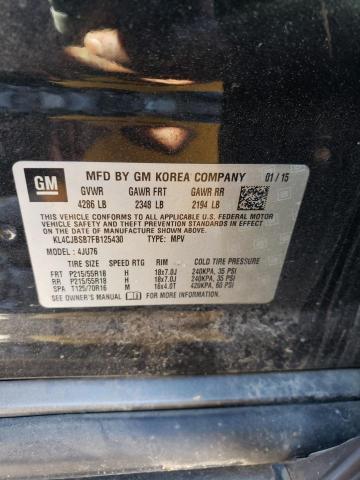 GM
MFD BY GM KOREA COMPANY 01/15
GVWR GAWR FRT GAWR RR
4286 LB 2348 LB 2194 LB
THIS VEHICLE CONFORMS TO ALL APPLICABLE U.S. FEDERAL MOTOR
VEHICLE SAFETY AND THEFT PREVENTION STANDARDS IN EFFECT
ON THE DATE OF MANUFACTURE SHOWN ABOVE.
KL4CJBSB7FB125430 TYPE: MPV
MODEL: 4JU76
TIRE SIZE SPEED RTG RIM COLD TIRE PRESSURE
FRT P215/55R18 H 18x7.0J 240KPA, 35 PSI
RR P215/55R18 H 18x7.0J 240KPA, 35 PSI
SPA T125/70R16 M 16x4.0T 420KPA, 60 PSI
SEE OWNER'S MANUAL FOR ADDITIONAL INFORMATION